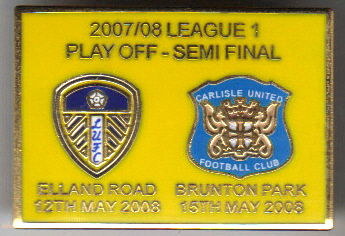 2007/08 LEAGUE 1
PLAY OFF - SEMI FINAL
LUFC
CARLISLE UNITED
FOOTBALL CLUB
ELLAND ROAD
12TH MAY 2008
BRUNTON PARK
15TH MAY 2008